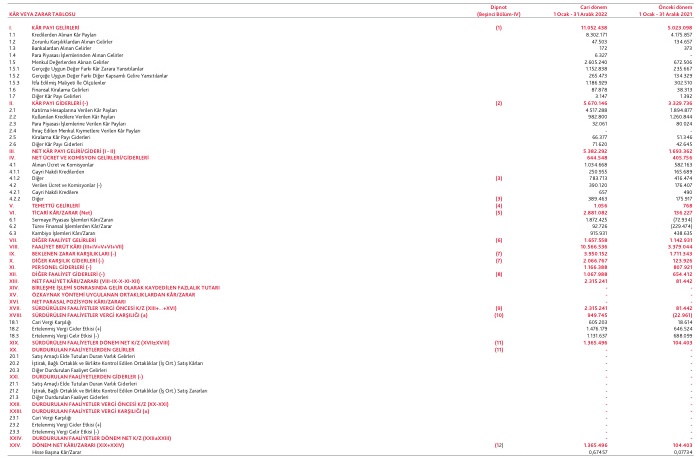 Dipnot Cari dönem Önceki dönem
KÂR VEYA ZARAR TABLOSU (Beşinci Bölüm-IV) 1 Ocak - 31 Aralık 2022 1 Ocak - 31 Aralık 2021
I. KÂR PAYI GELİRLERİ (1) 11.052.438 5.023.098
1.1 Kredilerden Alınan Kâr Payları 8.302.171 4.175.857
1.2 Zorunlu Karşılıklardan Alınan Gelirler 47.503 134.657
1.3 Bankalardan Alınan Gelirler 172 373
1.4 Para Piyasası İşlemlerinden Alınan Gelirler 6.327 -
1.5 Menkul Değerlerden Alınan Gelirler 2.605.240 672.506
1.5.1 Gerçeğe Uygun Değer Farkı Kâr Zarara Yansıtılanlar 1.152.838 235.667
1.5.2 Gerçeğe Uygun Değer Farkı Diğer Kapsamlı Gelire Yansıtılanlar 265.473 134.329
1.5.3 İtfa Edilmiş Maliyeti İle Ölçülenler 1.186.929 302.510
1.6 Finansal Kiralama Gelirleri 87.878 38.313
1.7 Diğer Kâr Payı Gelirleri 3.147 1.392
II. KÂR PAYI GİDERLERİ (-) (2) 5.670.146 3.329.736
2.1 Katılma Hesaplarına Verilen Kâr Payları 4.517.288 1.894.877
2.2 Kullanılan Kredilere Verilen Kâr Payları 982.800 1.260.844
2.3 Para Piyasası İşlemlerine Verilen Kâr Payları 32.061 80.024
2.4 İhraç Edilen Menkul Kıymetlere Verilen Kâr Payları - -
2.5 Kiralama Kâr Payı Giderleri 66.377 51.346
2.6 Diğer Kâr Payı Giderleri 71.620 42.645
III. NET KÂR PAYI GELİRİ/GİDERİ (I - II) 5.382.292 1.693.362
IV. NET ÜCRET VE KOMİSYON GELİRLERİ/GİDERLERİ 644.548 405.756
4.1 Alınan Ücret ve Komisyonlar 1.034.668 582.163
4.1.1 Gayri Nakdi Kredilerden 250.955 165.689
4.1.2 Diğer (3) 783.713 416.474
4.2 Verilen Ücret ve Komisyonlar (-) 390.120 176.407
4.2.1 Gayri Nakdi Kredilere 657 490
4.2.2 Diğer (3) 389.463 175.917
V. TEMETTÜ GELİRLERİ (4) 1.056 768
VI. TİCARİ KÂR/ZARAR (Net) (5) 2.881.082 136.227
6.1 Sermaye Piyasası İşlemleri Kârı/Zararı 1.872.425 (72.934)
6.2 Türev Finansal İşlemlerden Kâr/Zarar 92.726 (229.474)
6.3 Kambiyo İşlemleri Kârı/Zararı 915.931 438.635
VII. DİĞER FAALİYET GELİRLERİ (6) 1.657.558 1.142.931
VIII. FAALİYET BRÜT KÂRI (III+IV+V+VI+VII) 10.566.536 3.379.044
IX. BEKLENEN ZARAR KARŞILIKLARI (-) (7) 3.950.152 1.711.343
X. DİĞER KARŞILIK GİDERLERİ (-) (7) 2.066.767 123.926
XI. PERSONEL GİDERLERİ (-) 1.166.388 807.921
XII. DİĞER FAALİYET GİDERLERİ (-) (8) 1.067.988 654.412
XIII. NET FAALİYET KÂRI/ZARARI (VIII-IX-X-XI-XII) 2.315.241 81.442
XIV. BİRLEŞME İŞLEMİ SONRASINDA GELİR OLARAK KAYDEDİLEN FAZLALIK TUTARI - -
XV. ÖZKAYNAK YÖNTEMİ UYGULANAN ORTAKLIKLARDAN KÂR/ZARAR - -
XVI. NET PARASAL POZİSYON KÂRI/ZARARI - -
XVII. SÜRDÜRÜLEN FAALİYETLER VERGİ ÖNCESİ K/Z (XIII+...+XVI) (9) 2.315.241 81.442
XVIII. SÜRDÜRÜLEN FAALİYETLER VERGİ KARŞILIĞI (±) (10) 949.745 (22.961)
18.1 Cari Vergi Karşılığı 605.203 18.614
18.2 Ertelenmiş Vergi Gider Etkisi (+) 1.476.179 646.524
18.3 Ertelenmiş Vergi Gelir Etkisi (-) 1.131.637 688.099
XIX. SÜRDÜRÜLEN FAALİYETLER DÖNEM NET K/Z (XVII±XVIII) (11) 1.365.496 104.403
XX. DURDURULAN FAALİYETLERDEN GELİRLER (11) - -
20.1 Satış Amaçlı Elde Tutulan Duran Varlık Gelirleri - -
20.2 İştirak, Bağlı Ortaklık ve Birlikte Kontrol Edilen Ortaklıklar (İş Ort.) Satış Kârları - -
20.3 Diğer Durdurulan Faaliyet Gelirleri - -
XXI. DURDURULAN FAALİYETLERDEN GİDERLER (-) - -
21.1 Satış Amaçlı Elde Tutulan Duran Varlık Giderleri - -
21.2 İştirak, Bağlı Ortaklık ve Birlikte Kontrol Edilen Ortaklıklar (İş Ort.) Satış Zararları - -
21.3 Diğer Durdurulan Faaliyet Giderleri - -
XXII. DURDURULAN FAALİYETLER VERGİ ÖNCESİ K/Z (XX-XXI) - -
XXIII. DURDURULAN FAALİYETLER VERGİ KARŞILIĞI (±) - -
23.1 Cari Vergi Karşılığı - -
23.2 Ertelenmiş Vergi Gider Etkisi (+) - -
23.3 Ertelenmiş Vergi Gelir Etkisi (-) - -
XXIV. DURDURULAN FAALİYETLER DÖNEM NET K/Z (XXII±XXIII) - -
XXV. DÖNEM NET KÂRI/ZARARI (XIX+XXIV) (12) 1.365.496 104.403
Hisse Başına Kâr/Zarar 0,67457 0,07734